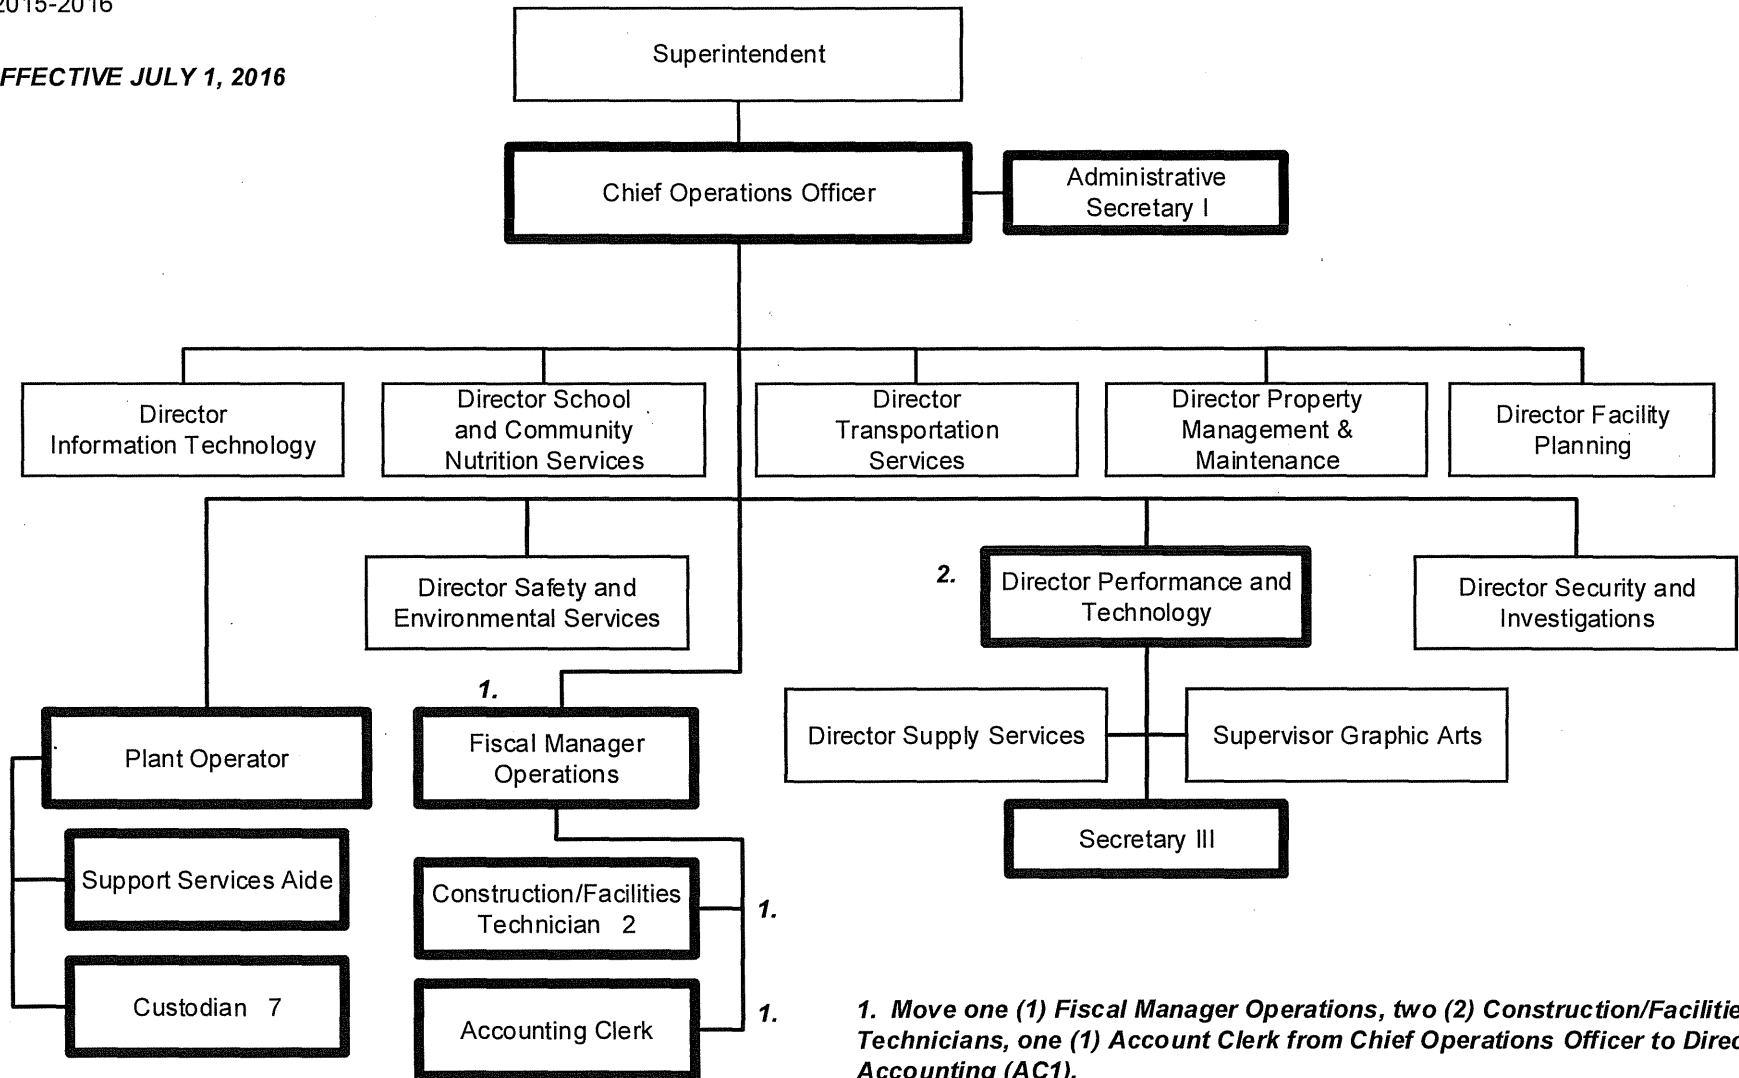 2015-2016
FFECTIVE JULY 1, 2016
Superintendent
Chief Operations Officer
Administrative
Secretary I
Director
Information Technology
Director School
and Community
Nutrition Services
Director
Transportation
Services
Director Property
Management &
Maintenance
Director Facility
Planning
Director Safety and
Environmental Services
2.
Director Performance and
Technology
Director Security and
Investigations
1.
Plant Operator
Fiscal Manager
Operations
Director Supply Services
Supervisor Graphic Arts
Secretary III
Support Services Aide
Construction/Facilities
Technician 2
1.
Custodian 7
Accounting Clerk
1.
1. Move one (1) Fiscal Manager Operations, two (2) Construction/Facilitie
Technicians, one (1) Account Clerk from Chief Operations Officer to Direc
Accounting (AC1).